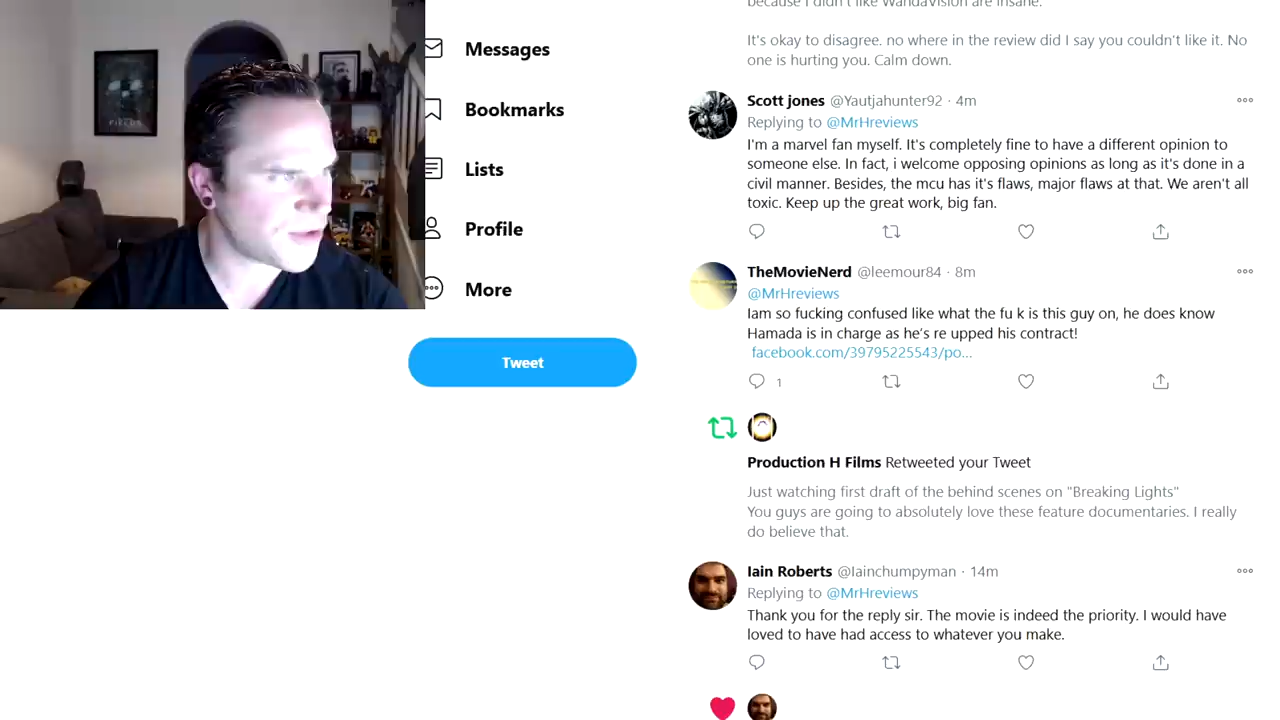 Messages
Bookmarks
Lists
Profile
More
Tweet
because I didn't like WandaVision are insane.
It's okay to disagree. no where in the review did I say you couldn't like it. No
one is hurting you. Calm down.
Scott jones @Yautjahunter92 · 4m
Replying to @MrHreviews
I'm a marvel fan myself. It's completely fine to have a different opinion to
someone else. In fact, i welcome opposing opinions as long as it's done in a
civil manner. Besides, the mcu has it's flaws, major flaws at that. We aren't all
toxic. Keep up the great work, big fan.
TheMovieNerd @leemour84 · 8m
@MrHreviews
Iam so fucking confused like what the fu k is this guy on, he does know
Hamada is in charge as he's re upped his contract!
facebook.com/39795225543/po...
1
Production H Films Retweeted your Tweet
Just watching first draft of the behind scenes on "Breaking Lights"
You guys are going to absolutely love these feature documentaries. I really
do believe that.
Iain Roberts @Iainchumpyman · 14m
Replying to @MrHreviews
Thank you for the reply sir. The movie is indeed the priority. I would have
loved to have had access to whatever you make.